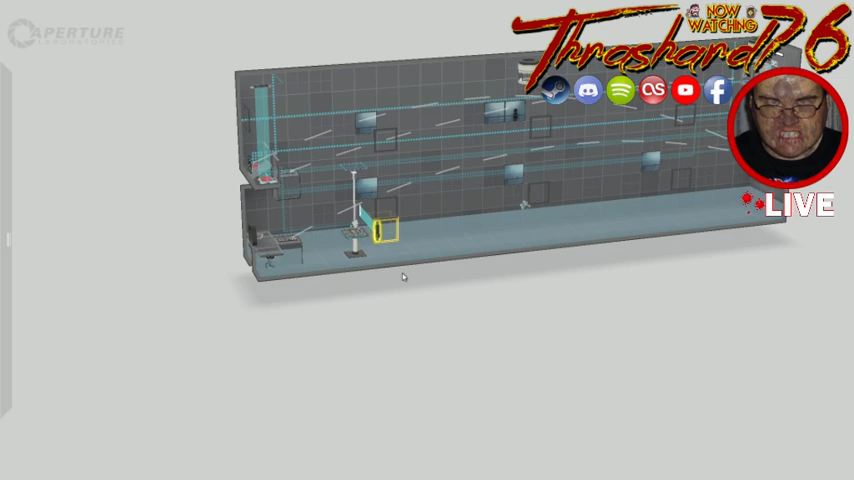 APERTURE
LABORATORIES
NOW
WATCHING
Thrashard76
LIVE